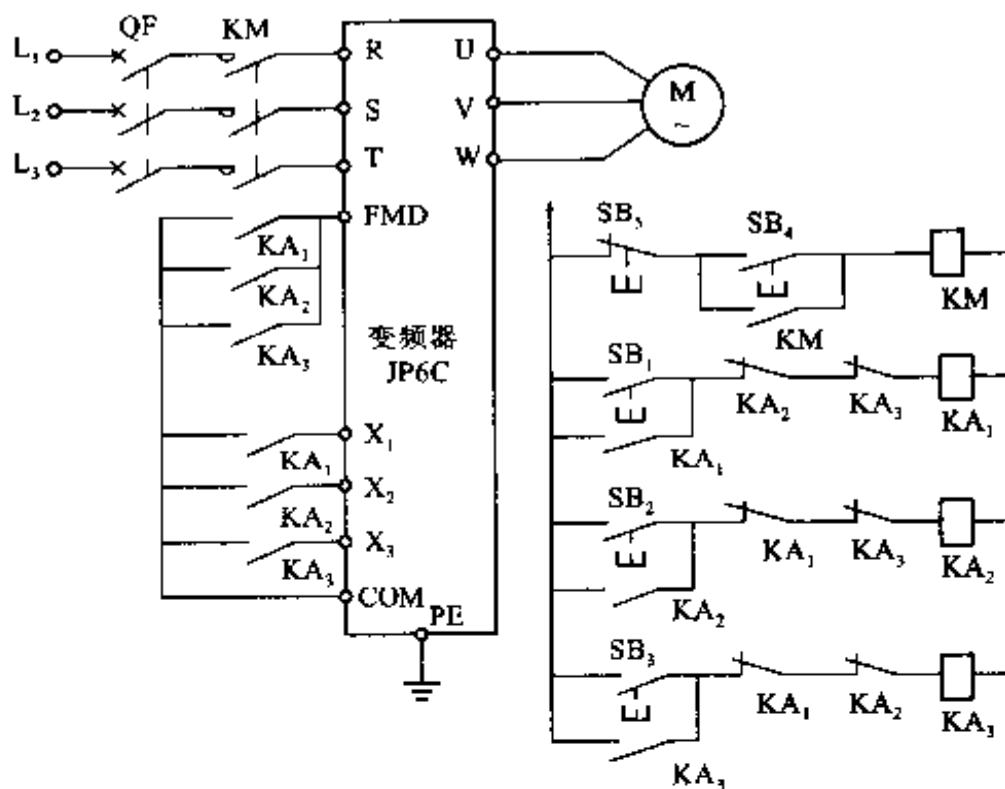 L₁
QF
KM
R
U
L₂
S
V
M
~
L₃
T
W
FMD
KA₁
KA₂
KA₃
变频器
JP6C
X₁
KA₁
X₂
KA₂
X₃
KA₃
COM
PE
SB₅
SB₄
KM
KM
SB₁
KA₂
KA₃
KA₁
KA₁
SB₂
KA₁
KA₃
KA₂
KA₂
SB₃
KA₁
KA₂
KA₃
KA₃